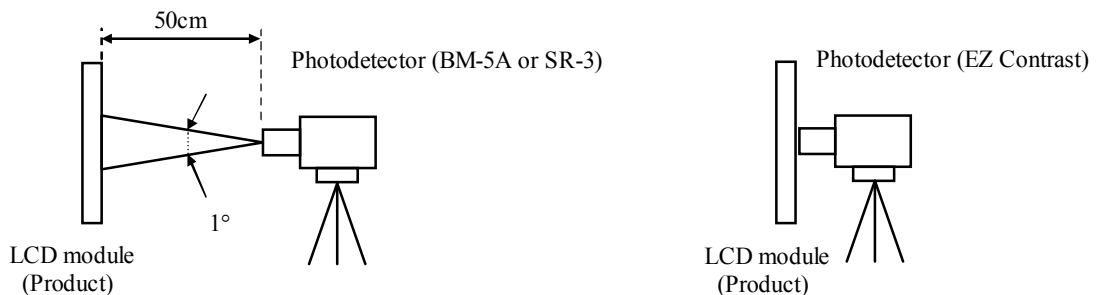 50cm
Photodetector (BM-5A or SR-3)
1°
LCD module
(Product)
Photodetector (EZ Contrast)
LCD module
(Product)